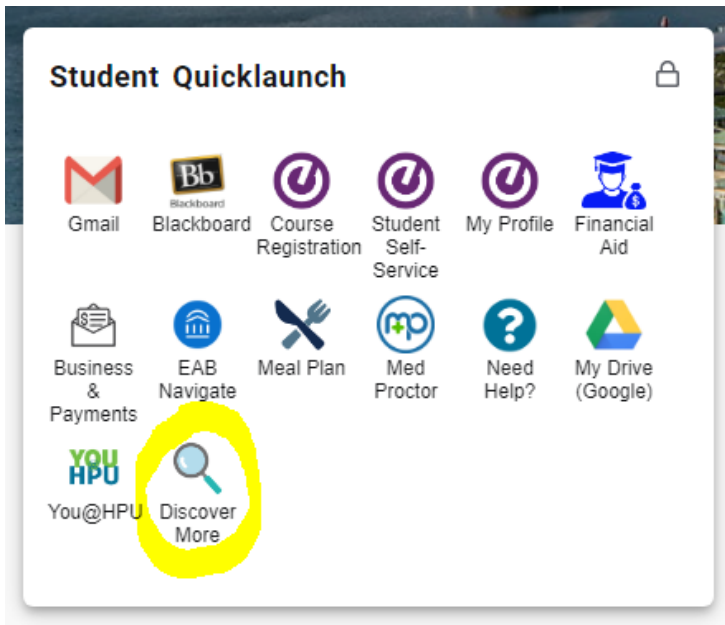 Student Quicklaunch
Bb
Blackboard
Gmail
Blackboard
Course
Registration
Student
Self-
Service
My Profile
$
Financial
Aid
$
Business
&
Payments
EAB
Navigate
Meal Plan
mp
Med
Proctor
?
Need
Help?
My Drive
(Google)
YOU
HPU
You@HPU
Discover
More